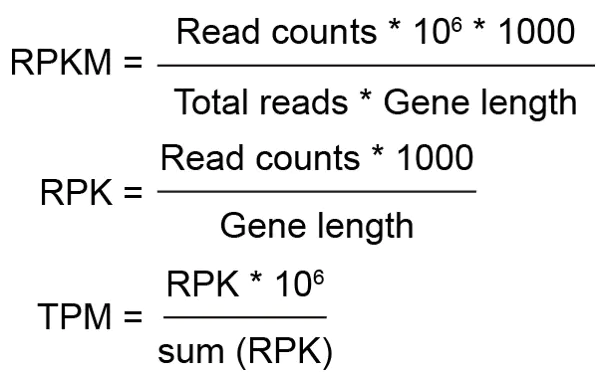 RPKM = Read counts * 10⁶ * 1000
Total reads * Gene length
RPK = Read counts * 1000
Gene length
TPM = RPK * 10⁶
sum (RPK)